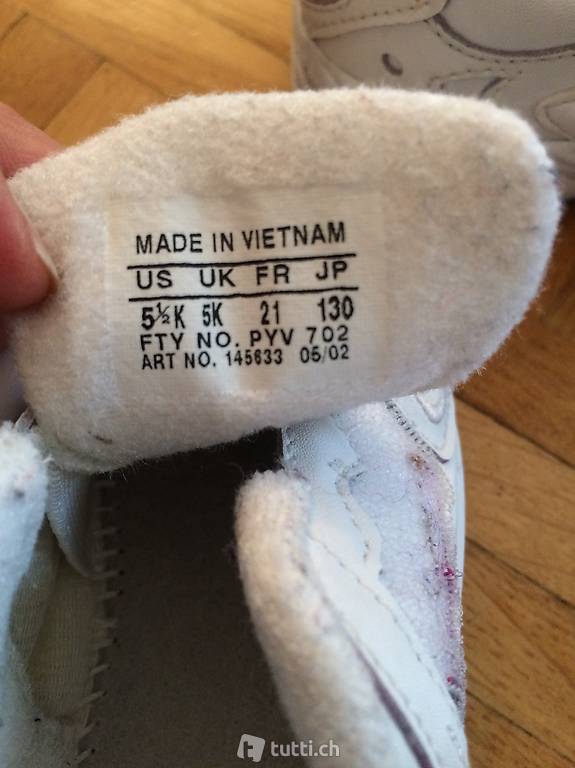 MADE IN VIETNAM
US UK FR JP
5½K 5K 21 130
FTY NO. PYV 702
ART NO. 145633 05/02
tutti.ch